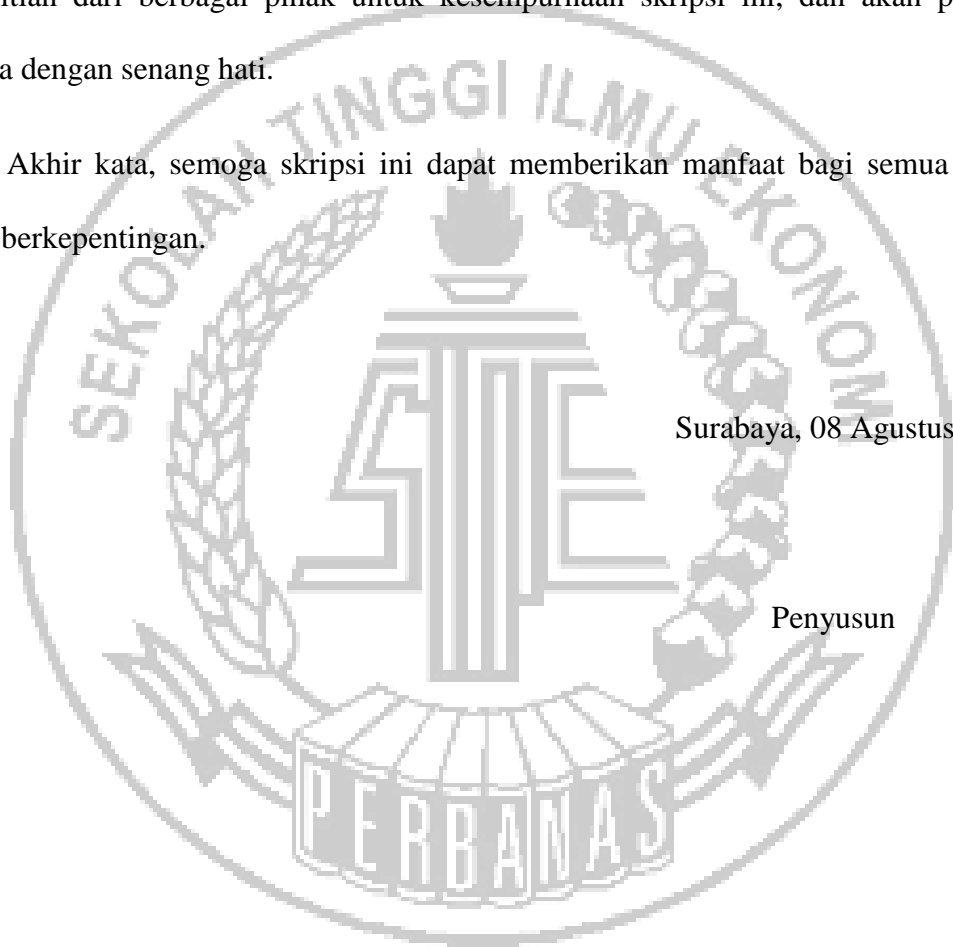 dari berbagai pihak untuk kesempurnaan skripsi ini, dan akan
dengan senang hati.
Akhir kata, semoga skripsi ini dapat memberikan manfaat bagi semua
berkepentingan.
Surabaya, 08 Agustus
Penyusun
SEKOLAH TINGGI ILMU EKONOMI
STIE
PERBANAS